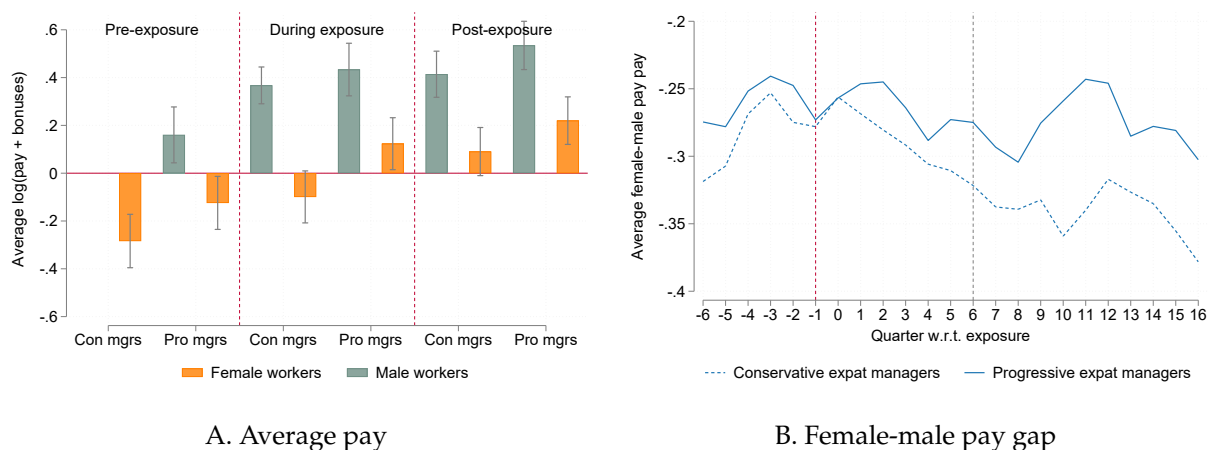 Pre-exposure During exposure Post-exposure
Average log(pay + bonuses)
.6
.4
.2
0
-.2
-.4
-.6
Con mgrs Pro mgrs Con mgrs Pro mgrs Con mgrs Pro mgrs
Female workers Male workers
A. Average pay
Average female-male pay pay
-.2
-.25
-.3
-.35
-.4
-6 -5 -4 -3 -2 -1 0 1 2 3 4 5 6 7 8 9 10 11 12 13 14 15 16
Quarter w.r.t. exposure
Conservative expat managers Progressive expat managers
B. Female-male pay gap